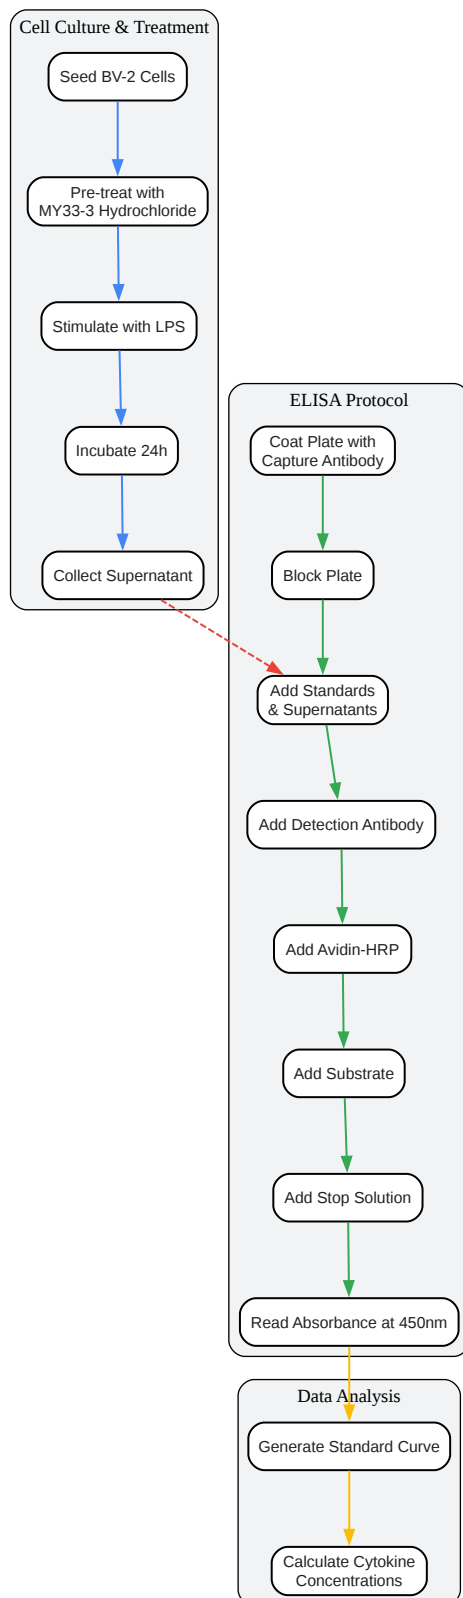 Cell Culture & Treatment
Seed BV-2 Cells
Pre-treat with
MY33-3 Hydrochloride
Stimulate with LPS
Incubate 24h
Collect Supernatant
ELISA Protocol
Coat Plate with
Capture Antibody
Block Plate
Add Standards
& Supernatants
Add Detection Antibody
Add Avidin-HRP
Add Substrate
Add Stop Solution
Read Absorbance at 450nm
Data Analysis
Generate Standard Curve
Calculate Cytokine
Concentrations